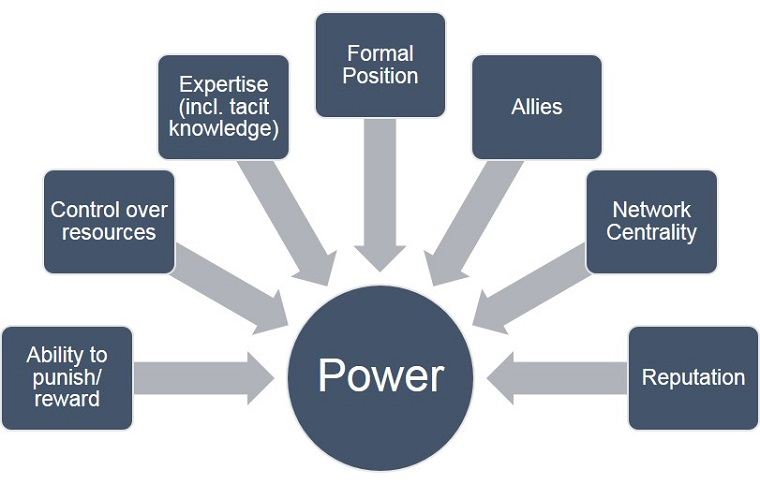 Formal
Position
Expertise
(incl. tacit
knowledge)
Allies
Control over
resources
Network
Centrality
Ability to
punish/
reward
Power
Reputation